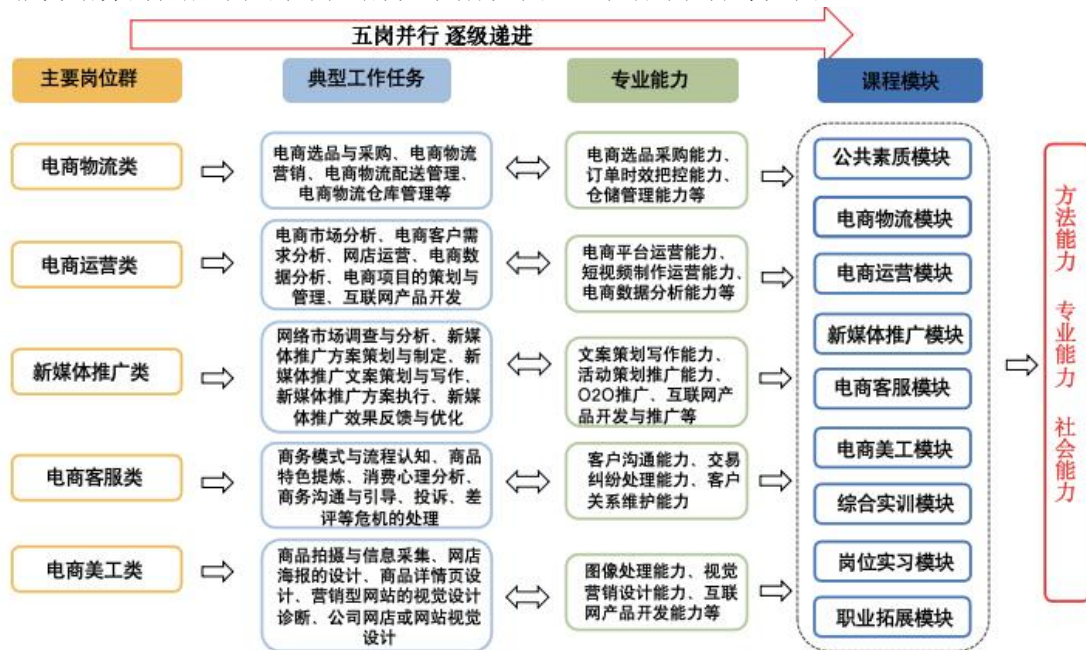 五岗并行 逐级递进
主要岗位群
典型工作任务
专业能力
课程模块
电商物流类
电商选品与采购、电商物流
营销、电商物流配送管理、
电商物流仓库管理等
电商选品采购能力、
订单时效把控能力、
仓储管理能力等
电商运营类
电商市场分析、电商客户需
求分析、网店运营、电商数
据分析、电商项目的策划与
管理、互联网产品开发
电商平台运营能力、
短视频制作运营能力、
电商数据分析能力等
新媒体推广类
网络市场调查与分析、新媒
体推广方案策划与制定、新
媒体推广文案策划与写作、
新媒体推广方案执行、新媒
体推广效果反馈与优化
文案策划写作能力、
活动策划推广能力、
O2O推广、互联网产
品开发与推广等
电商客服类
商务模式与流程认知、商品
特色提炼、消费心理分析、
商务沟通与引导、投诉、差
评等危机的处理
客户沟通能力、交易
纠纷处理能力、客户
关系维护能力
电商美工类
商品拍摄与信息采集、网店
海报的设计、商品详情页设
计、营销型网站的视觉设计
诊断、公司网店或网站视觉
设计
图像处理能力、视觉
营销设计能力、互联
网产品开发能力等
公共素质模块
电商物流模块
电商运营模块
新媒体推广模块
电商客服模块
电商美工模块
综合实训模块
岗位实习模块
职业拓展模块
方法能力 专业能力 社会能力